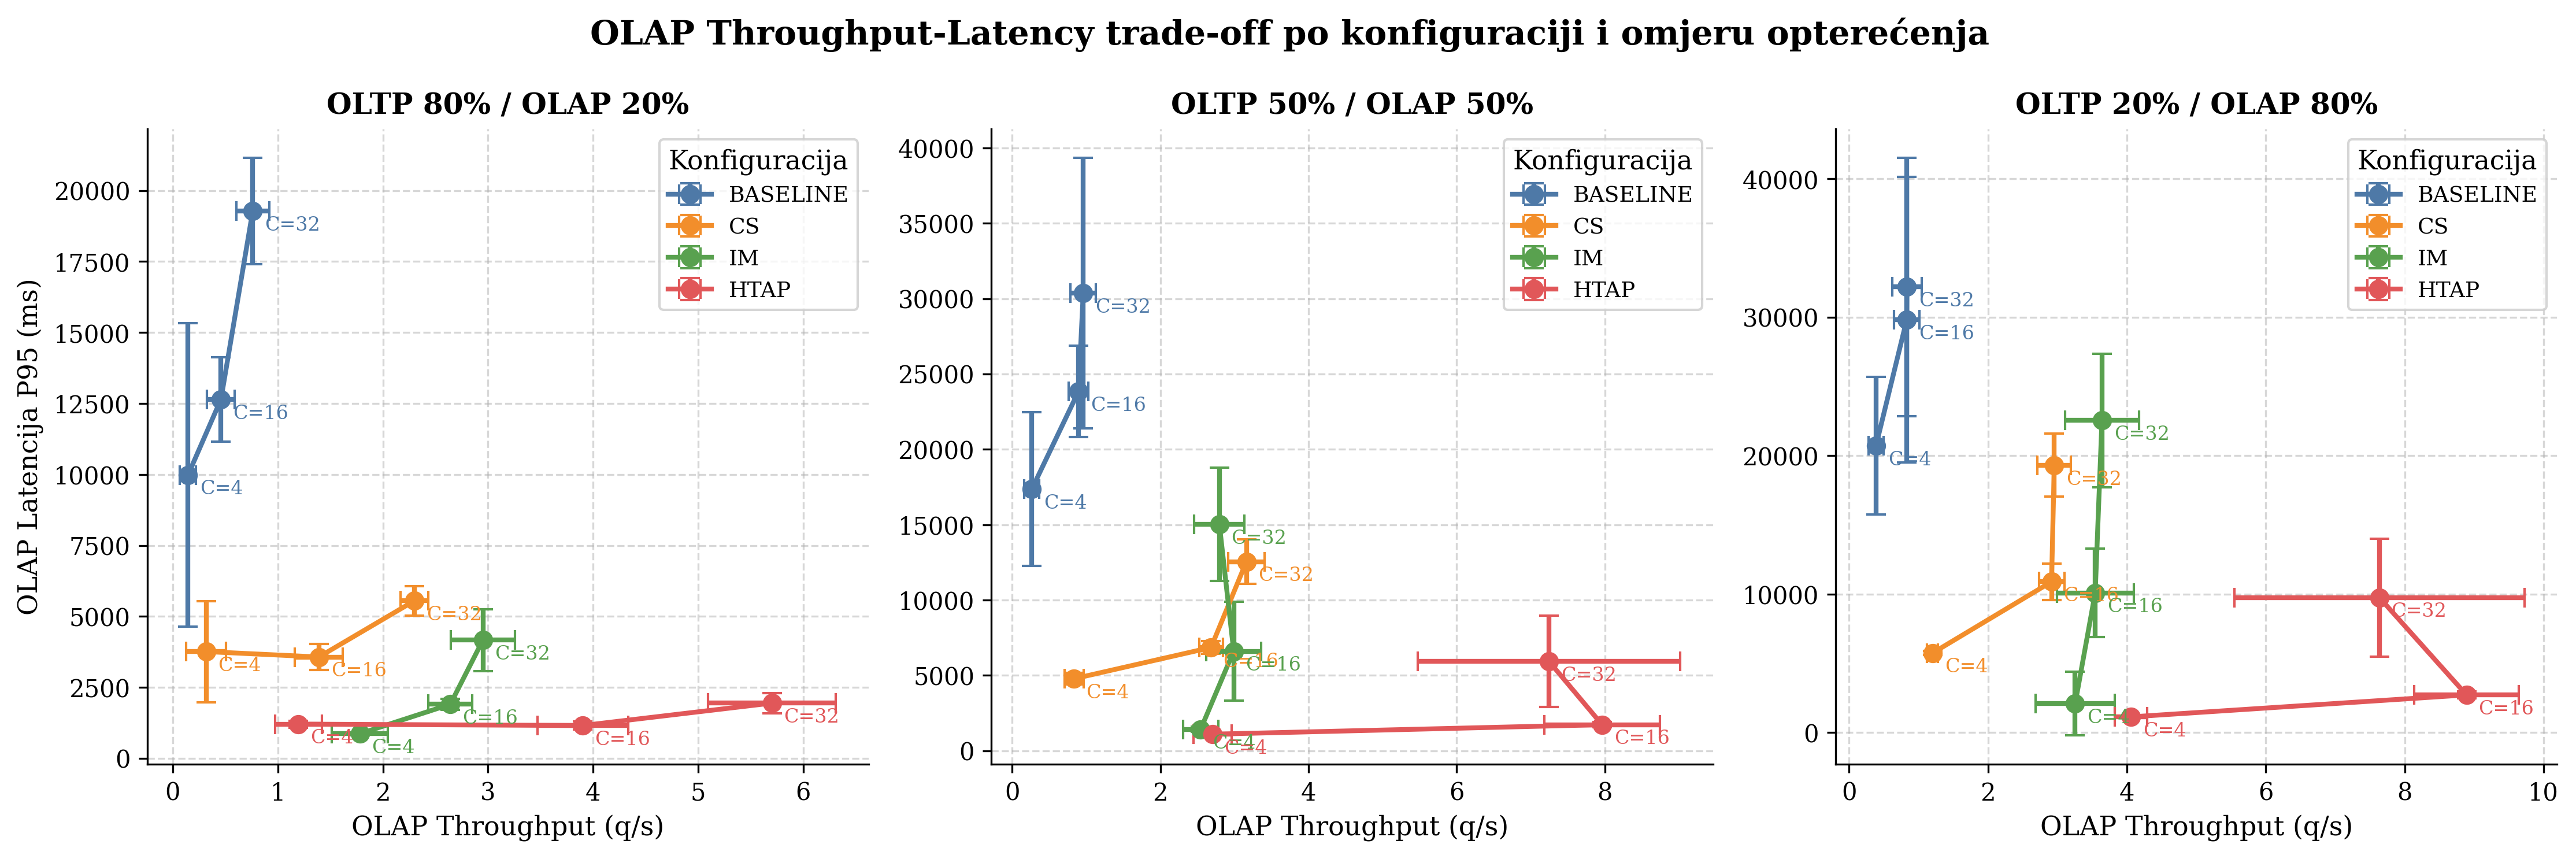 OLAP Throughput-Latency trade-off po konfiguraciji i omjeru opterećenja
OLTP 80% / OLAP 20%
OLAP Latencija P95 (ms)
20000
17500
15000
12500
10000
7500
5000
2500
0
0 1 2 3 4 5 6
OLAP Throughput (q/s)
Konfiguracija
BASELINE
CS
IM
HTAP
C=32
C=16
C=4
C=32
C=4
C=16
C=32
C=16
C=4
C=32
C=4
C=16
OLTP 50% / OLAP 50%
40000
35000
30000
25000
20000
15000
10000
5000
0
0 2 4 6 8
OLAP Throughput (q/s)
Konfiguracija
BASELINE
CS
IM
HTAP
C=32
C=16
C=4
C=32
C=32
C=16
C=16
C=4
C=4
C=4
C=32
C=16
OLTP 20% / OLAP 80%
40000
30000
20000
10000
0
0 2 4 6 8 10
OLAP Throughput (q/s)
Konfiguracija
BASELINE
CS
IM
HTAP
C=32
C=16
C=4
C=32
C=32
C=16
C=16
C=4
C=4
C=4
C=32
C=16